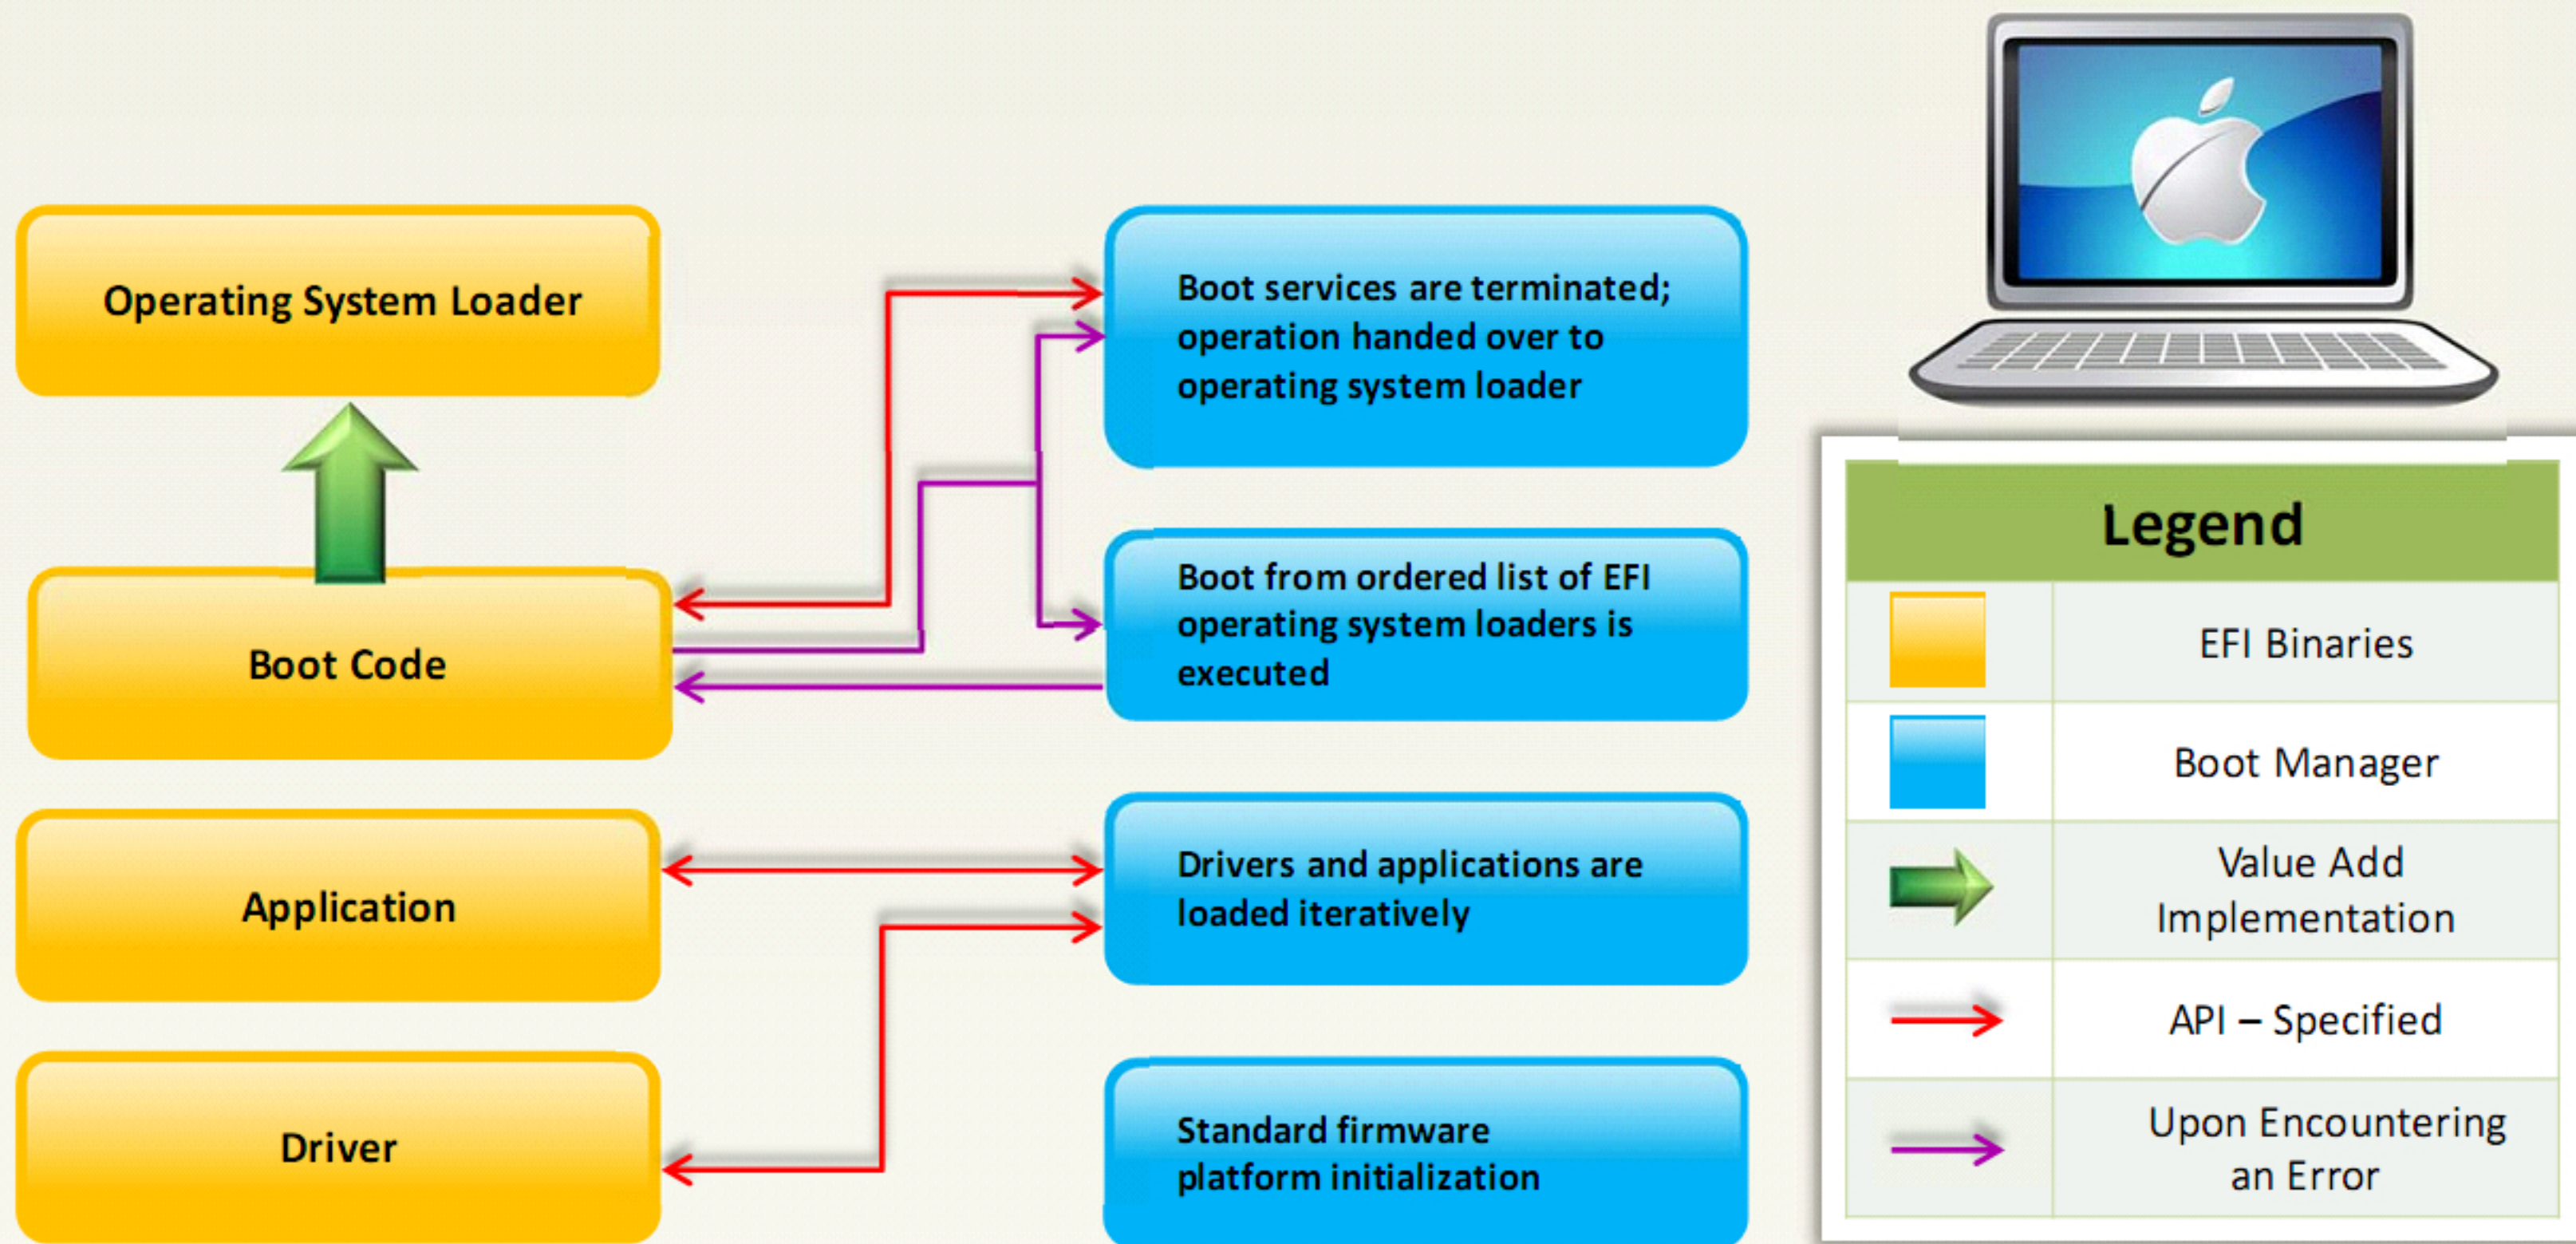 Operating System Loader
Boot Code
Application
Driver
Boot services are terminated;
operation handed over to
operating system loader
Boot from ordered list of EFI
operating system loaders is
executed
Drivers and applications are
loaded iteratively
Standard firmware
platform initialization
Legend
EFI Binaries
Boot Manager
Value Add
Implementation
API – Specified
Upon Encountering
an Error